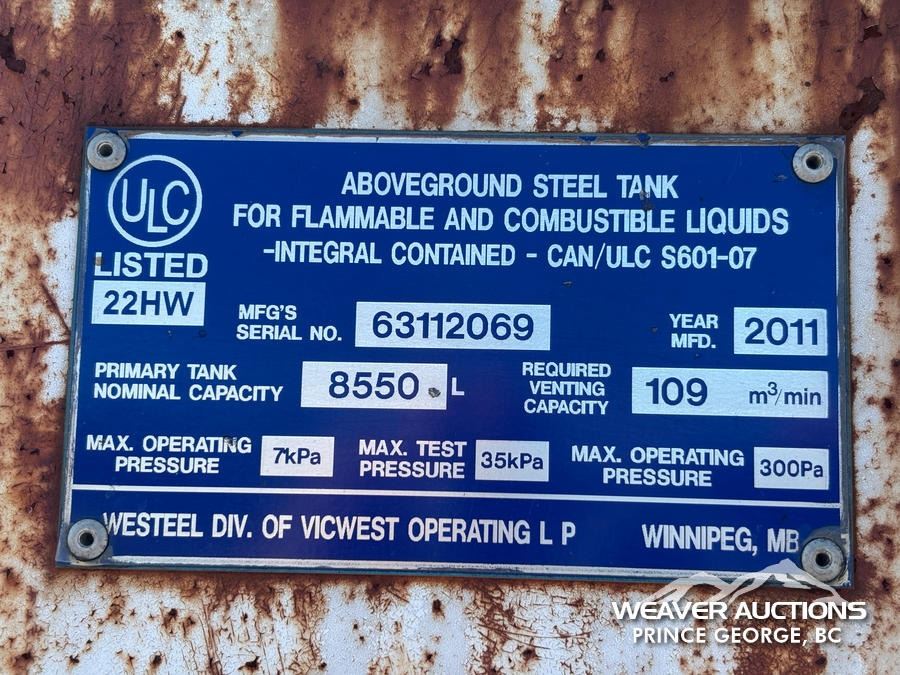 ULC
LISTED
22HW
ABOVEGROUND STEEL TANK
FOR FLAMMABLE AND COMBUSTIBLE LIQUIDS
-INTEGRAL CONTAINED - CAN/ULC S601-07
MFG'S
SERIAL NO. 63112069
YEAR
MFD. 2011
PRIMARY TANK
NOMINAL CAPACITY 8550 L
REQUIRED
VENTING
CAPACITY 109 m³/min
MAX. OPERATING
PRESSURE 7kPa
MAX. TEST
PRESSURE 35kPa
MAX. OPERATING
PRESSURE 300Pa
WESTEEL DIV. OF VICWEST OPERATING L P WINNIPEG, MB
WEAVER AUCTIONS
PRINCE GEORGE, BC